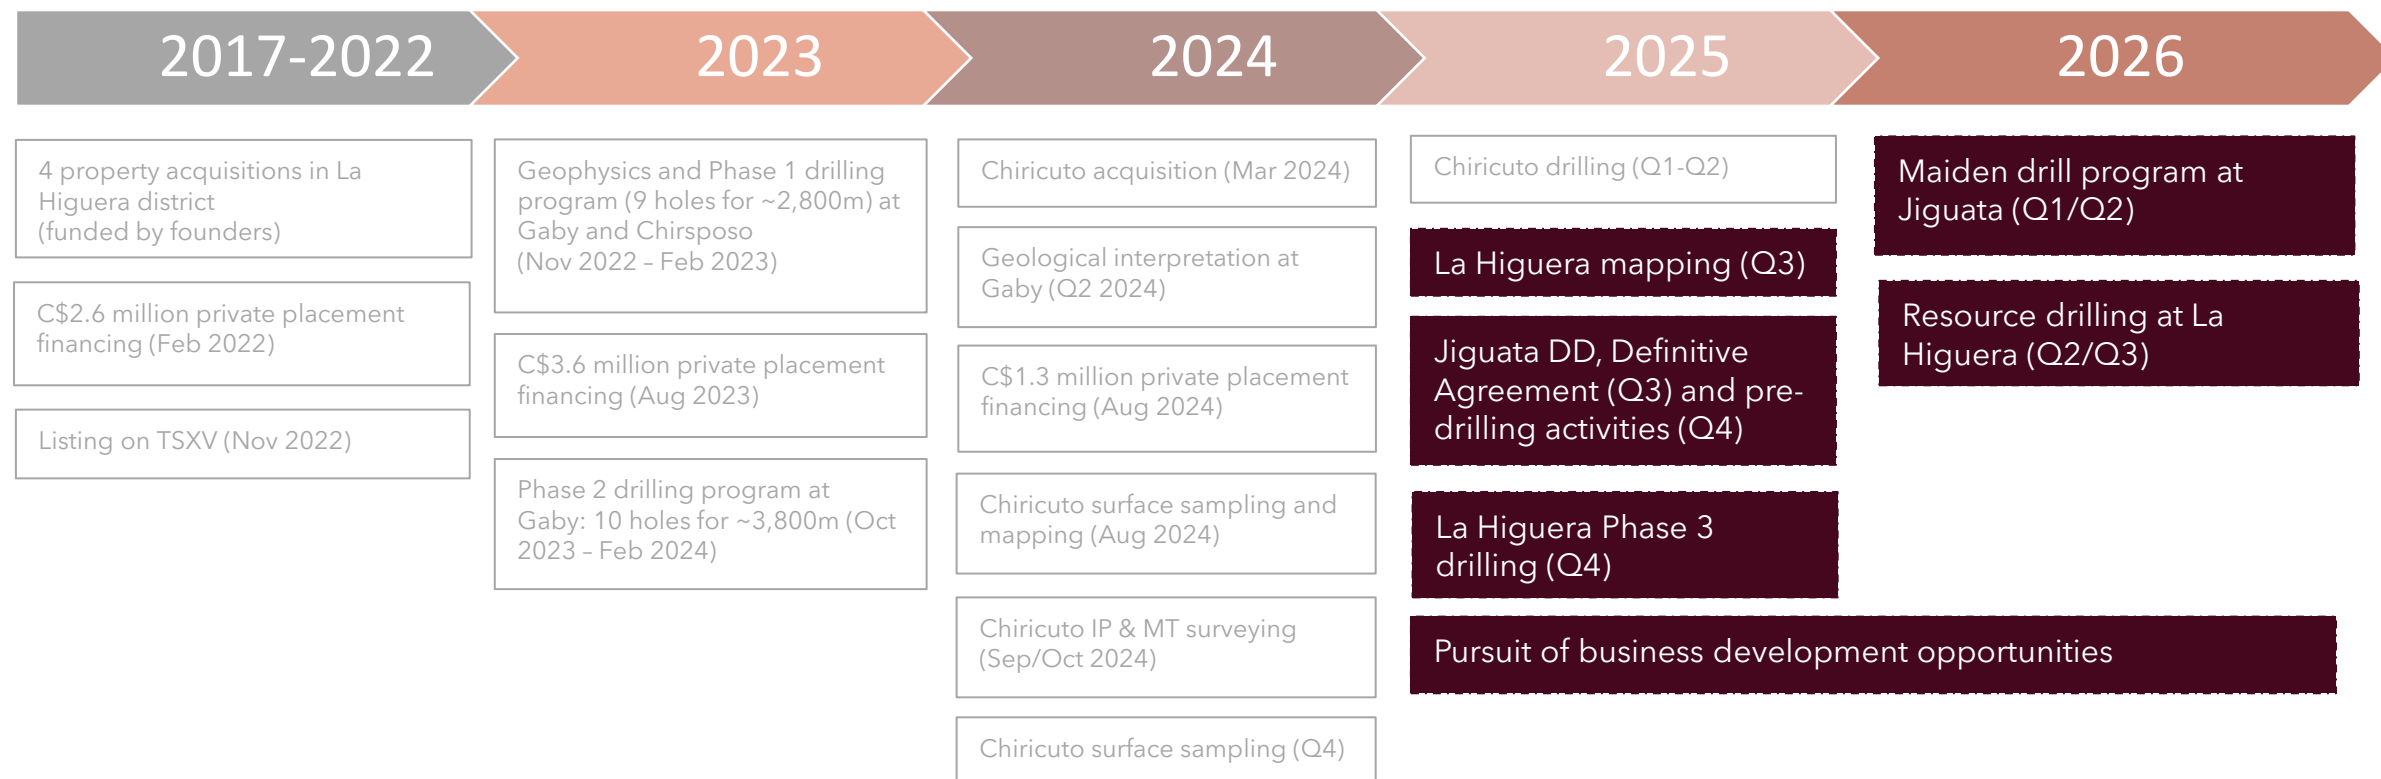 2017-2022
2023
2024
2025
2026
4 property acquisitions in La
Higuera district
(funded by founders)
C$2.6 million private placement
financing (Feb 2022)
Listing on TSXV (Nov 2022)
Geophysics and Phase 1 drilling
program (9 holes for ~2,800m) at
Gaby and Chirsposo
(Nov 2022 – Feb 2023)
C$3.6 million private placement
financing (Aug 2023)
Phase 2 drilling program at
Gaby: 10 holes for ~3,800m (Oct
2023 – Feb 2024)
Chiricuto acquisition (Mar 2024)
Geological interpretation at
Gaby (Q2 2024)
C$1.3 million private placement
financing (Aug 2024)
Chiricuto surface sampling and
mapping (Aug 2024)
Chiricuto IP & MT surveying
(Sep/Oct 2024)
Chiricuto surface sampling (Q4)
Chiricuto drilling (Q1-Q2)
La Higuera mapping (Q3)
Jiguata DD, Definitive
Agreement (Q3) and pre-
drilling activities (Q4)
La Higuera Phase 3
drilling (Q4)
Pursuit of business development opportunities
Maiden drill program at
Jiguata (Q1/Q2)
Resource drilling at La
Higuera (Q2/Q3)